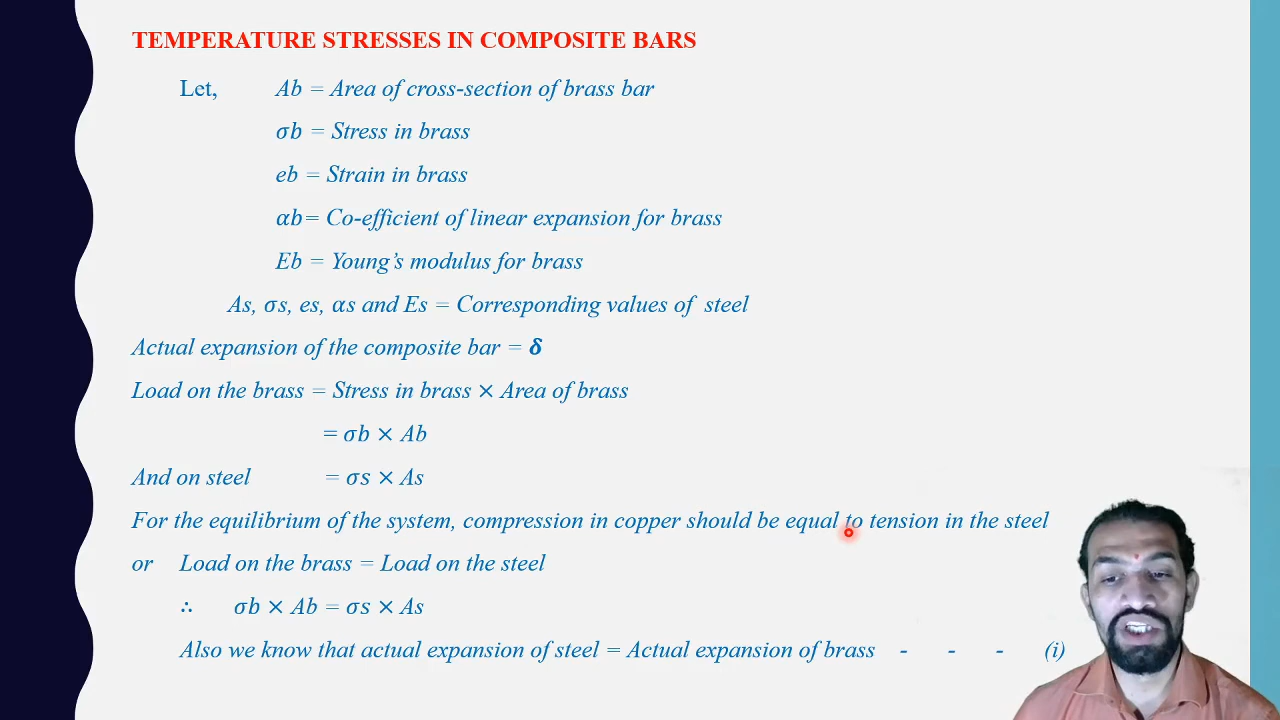 TEMPERATURE STRESSES IN COMPOSITE BARS
Let, Ab = Area of cross-section of brass bar
σb = Stress in brass
eb = Strain in brass
αb= Co-efficient of linear expansion for brass
Eb = Young’s modulus for brass
As, σs, es, αs and Es = Corresponding values of steel
Actual expansion of the composite bar = δ
Load on the brass = Stress in brass × Area of brass
= σb × Ab
And on steel = σs × As
For the equilibrium of the system, compression in copper should be equal to tension in the steel
or Load on the brass = Load on the steel
∴ σb × Ab = σs × As
Also we know that actual expansion of steel = Actual expansion of brass - - - (i)